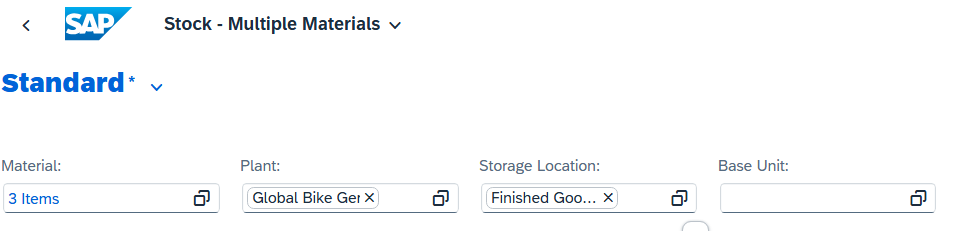 SAP Stock - Multiple Materials
Standard *
Material: Plant: Storage Location: Base Unit:
3 Items Global Bike Ger Finished Goo...